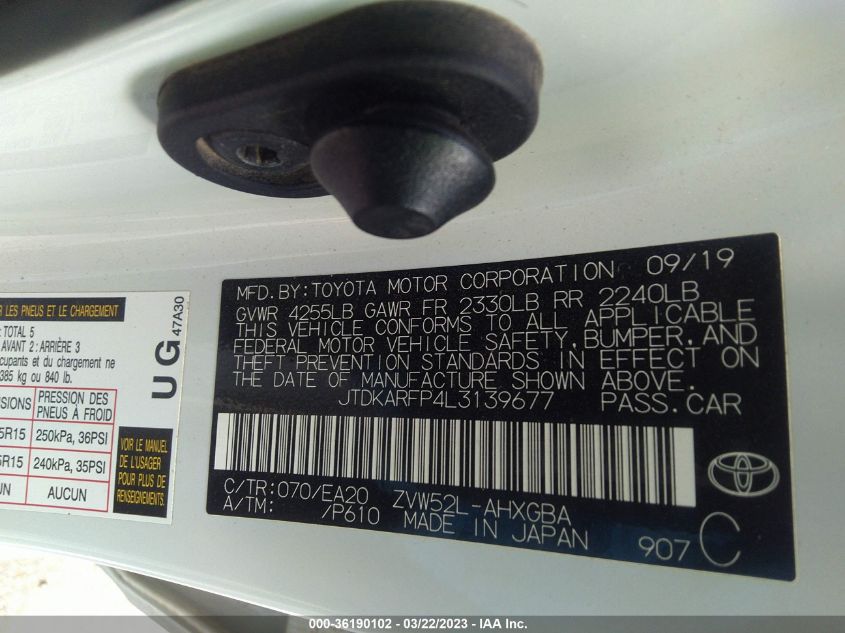 R LES PNEUS ET LE CHARGEMENT
: TOTAL 5
AVANT 2 : ARRIÈRE 3
cupants et du chargement ne
385 kg ou 840 lb.
SIONS PRESSION DES PNEUS À FROID
5R15 250kPa, 36PSI
5R15 240kPa, 35PSI
UN AUCUN
VOIR LE MANUEL
DE L'USAGER
POUR PLUS DE
RENSEIGNEMENTS
UG
47A30
MFD. BY: TOYOTA MOTOR CORPORATION 09/19
GVWR 4255LB GAWR FR 2330LB RR 2240LB
THIS VEHICLE CONFORMS TO ALL APPLICABLE
FEDERAL MOTOR VEHICLE SAFETY, BUMPER, AND
THEFT PREVENTION STANDARDS IN EFFECT ON
THE DATE OF MANUFACTURE SHOWN ABOVE.
JTDKARFP4L3139677 PASS. CAR
C/TR: 070/EA20 ZVW52L-AHXGBA
A/TM: /P610 MADE IN JAPAN
907 C
000-36190102 - 03/22/2023 - IAA Inc.